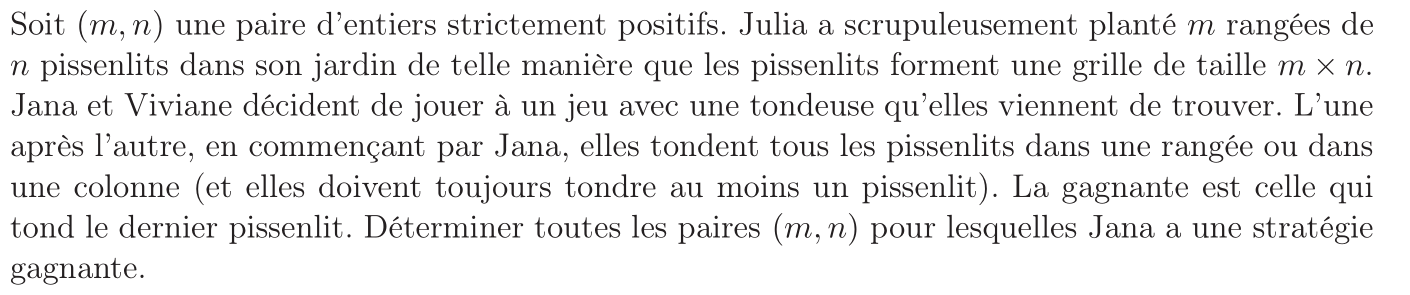 Soit (m, n) une paire d'entiers strictement positifs. Julia a scrupuleusement planté m rangées de
n pissenlits dans son jardin de telle manière que les pissenlits forment une grille de taille m × n.
Jana et Viviane décident de jouer à un jeu avec une tondeuse qu'elles viennent de trouver. L'une
après l'autre, en commençant par Jana, elles tondent tous les pissenlits dans une rangée ou dans
une colonne (et elles doivent toujours tondre au moins un pissenlit). La gagnante est celle qui
tond le dernier pissenlit. Déterminer toutes les paires (m, n) pour lesquelles Jana a une stratégie
gagnante.